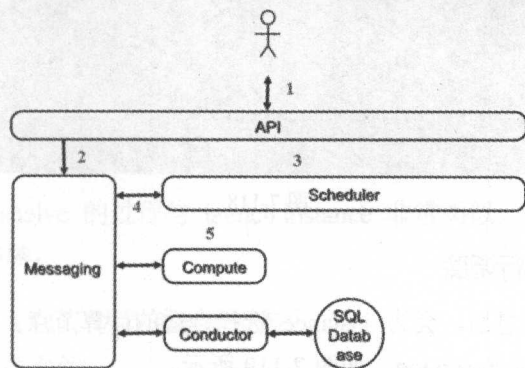 1
API
2
3
Scheduler
4
5
Messaging
Compute
Conductor
SQL
Datab
ase